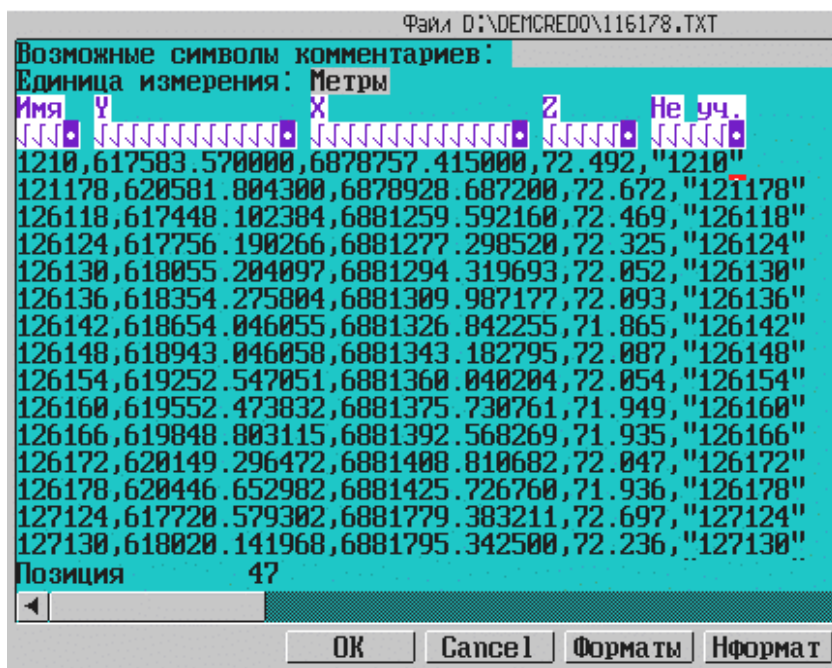 Файл D:\DEMCREDO\116178.TXT
Возможные символы комментариев:
Единица измерения: Метры
Имя Y X Z Не уч.
√√√• √√√√√√√√√√√• √√√√√√√√√√√√• √√√√√• √√√√√•
1210,617583.570000,6878757.415000,72.492,"1210"
121178,620581.804300,6878928.687200,72.672,"121178"
126118,617448.102384,6881259.592160,72.469,"126118"
126124,617756.190266,6881277.298520,72.325,"126124"
126130,618055.204097,6881294.319693,72.052,"126130"
126136,618354.275804,6881309.987177,72.093,"126136"
126142,618654.046055,6881326.842255,71.865,"126142"
126148,618943.046058,6881343.182795,72.087,"126148"
126154,619252.547051,6881360.040204,72.054,"126154"
126160,619552.473832,6881375.730761,71.949,"126160"
126166,619848.803115,6881392.568269,71.935,"126166"
126172,620149.296472,6881408.810682,72.047,"126172"
126178,620446.652982,6881425.726760,71.936,"126178"
127124,617720.579302,6881779.383211,72.697,"127124"
127130,618020.141968,6881795.342500,72.236,"127130"
Позиция 47
OK Cancel Форматы Нформат